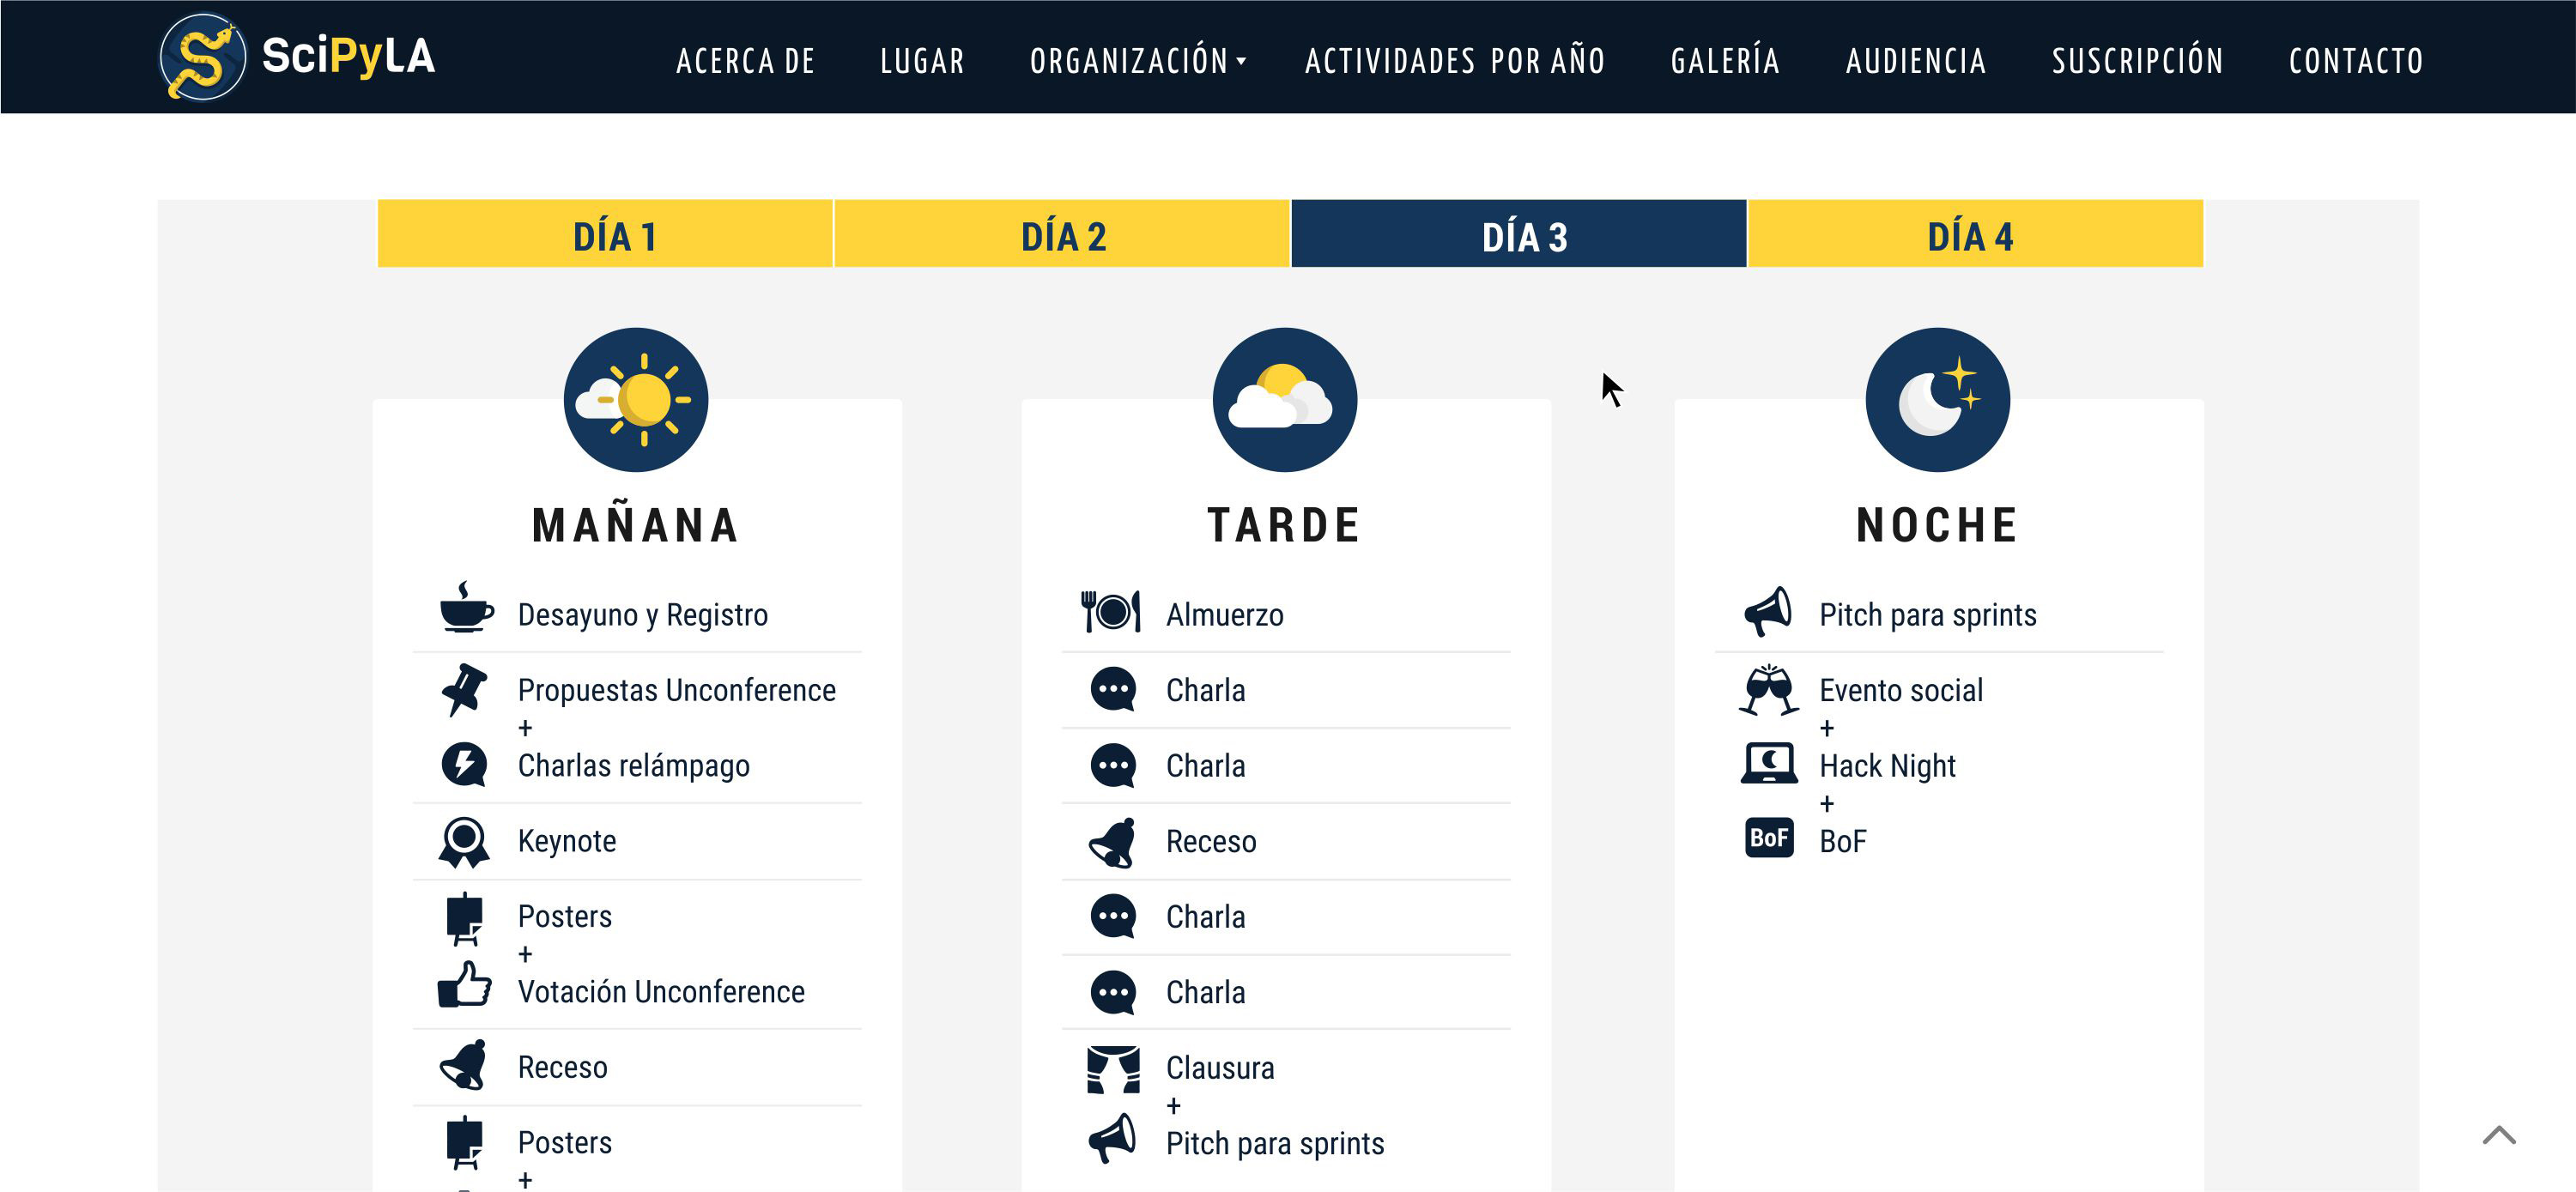 SciPyLA
ACERCA DE
LUGAR
ORGANIZACIÓN
ACTIVIDADES POR AÑO
GALERÍA
AUDIENCIA
SUSCRIPCIÓN
CONTACTO
DÍA 1
DÍA 2
DÍA 3
DÍA 4
MAÑANA
Desayuno y Registro
Propuestas Unconference
+
Charlas relámpago
Keynote
Posters
+
Votación Unconference
Receso
Posters
+
TARDE
Almuerzo
Charla
Charla
Receso
Charla
Charla
Clausura
+
Pitch para sprints
NOCHE
Pitch para sprints
Evento social
+
Hack Night
+
BoF
BoF